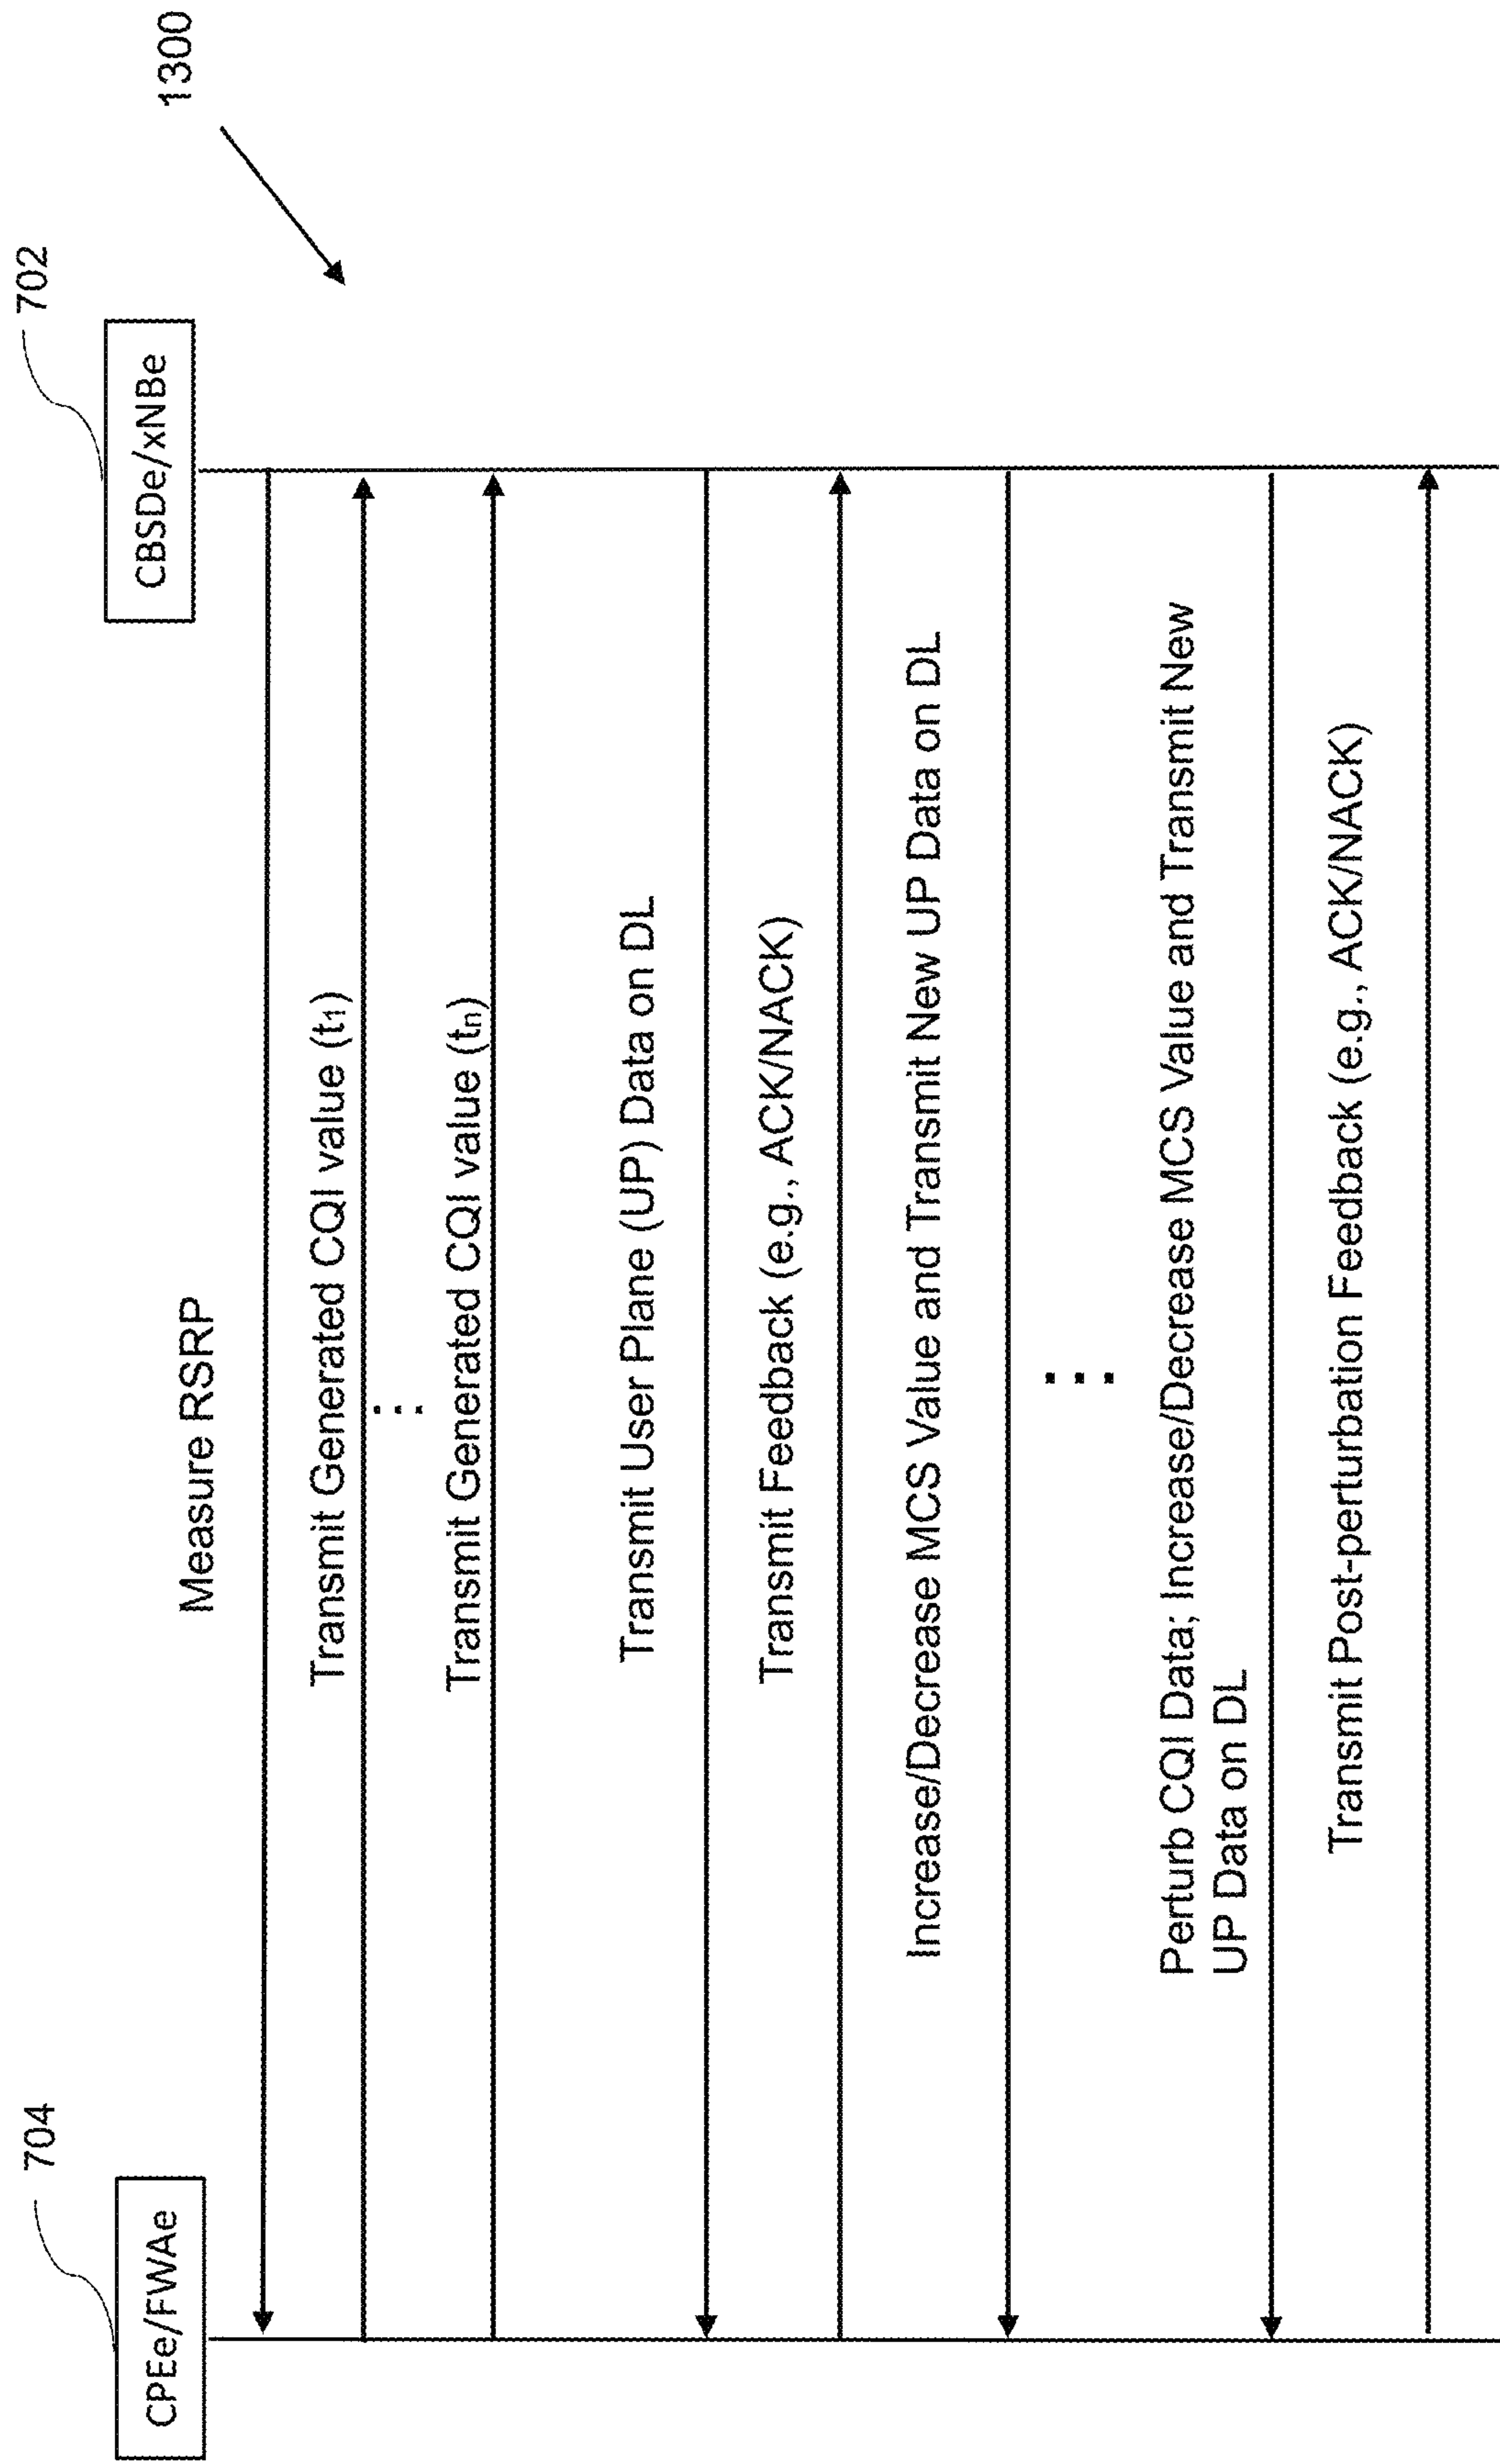 704
702
CPEe/FWAe
CBSDe/xNBe
1300
Measure RSRP
Transmit Generated CQI value (t1)
...
Transmit Generated CQI value (tn)
Transmit User Plane (UP) Data on DL
Transmit Feedback (e.g., ACK/NACK)
Increase/Decrease MCS Value and Transmit New UP Data on DL
...
Perturb CQI Data; Increase/Decrease MCS Value and Transmit New
UP Data on DL
Transmit Post-perturbation Feedback (e.g., ACK/NACK)